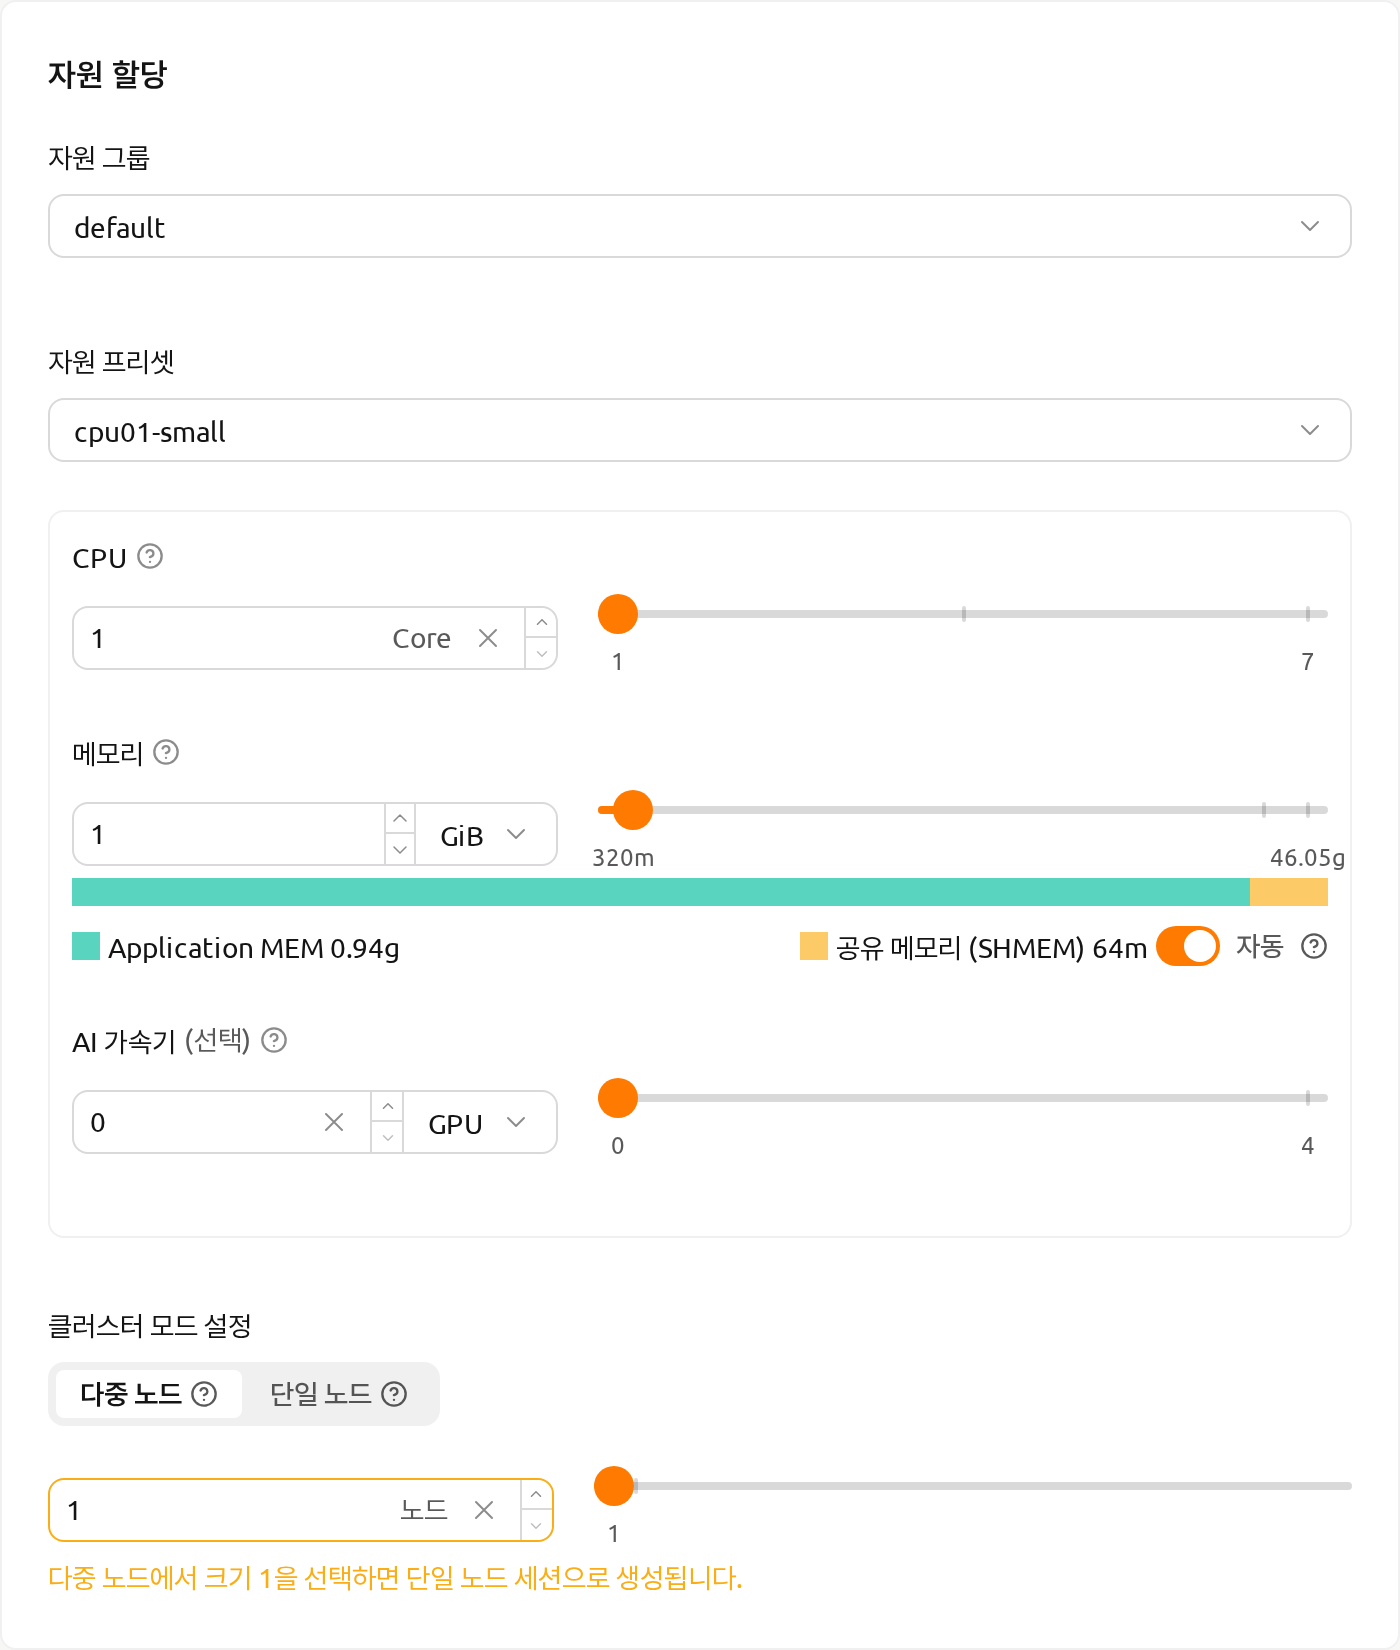 자원 할당
자원 그룹
default
자원 프리셋
cpu01-small
CPU
1 Core
1 7
메모리
1 GiB
320m 46.05g
Application MEM 0.94g 공유 메모리 (SHMEM) 64m 자동
AI 가속기 (선택)
0 GPU
0 4
클러스터 모드 설정
다중 노드 단일 노드
1 노드
1
다중 노드에서 크기 1을 선택하면 단일 노드 세션으로 생성됩니다.